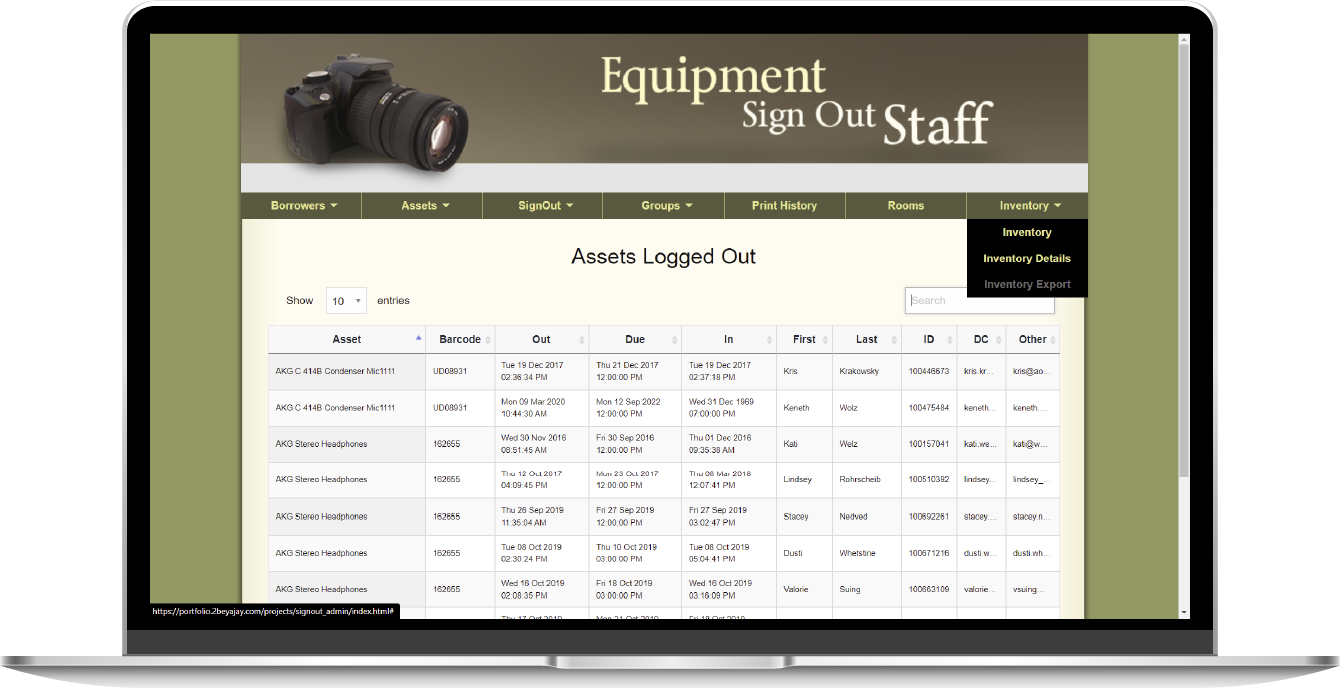 Equipment
Sign Out Staff
Borrowers Assets SignOut Groups Print History Rooms Inventory
Inventory
Inventory Details
Inventory Export
Assets Logged Out
Show 10 entries Search
Asset Barcode Out Due In First Last ID DC Other
AKG C 414B Condenser Mic1111 UD08931 Tue 19 Dec 2017 02:36:34 PM Thu 21 Dec 2017 12:00:00 PM Tue 19 Dec 2017 02:37:18 PM Kris Krakowsky 100446673 kris.kr... kris@ao...
AKG C 414B Condenser Mic1111 UD08931 Mon 09 Mar 2020 10:44:30 AM Mon 12 Sep 2022 12:00:00 PM Wed 31 Dec 1969 07:00:00 PM Keneth Wolz 100475484 keneth... keneth....
AKG Stereo Headphones 162655 Wed 30 Nov 2016 08:51:45 AM Fri 30 Sep 2016 12:00:00 PM Thu 01 Dec 2016 09:35:38 AM Kati Welz 100157041 kati.we... kati@w...
AKG Stereo Headphones 162655 Thu 12 Oct 2017 04:09:45 PM Mon 23 Oct 2017 12:00:00 PM Thu 08 Mar 2018 12:07:41 PM Lindsey Rohrscheib 100510392 lindsey... lindsey_...
AKG Stereo Headphones 162655 Thu 26 Sep 2019 11:35:04 AM Fri 27 Sep 2019 12:00:00 PM Fri 27 Sep 2019 03:02:47 PM Stacey Nedved 100692261 stacey.... stacey.n...
AKG Stereo Headphones 162655 Tue 08 Oct 2019 02:30:24 PM Thu 10 Oct 2019 03:00:00 PM Tue 08 Oct 2019 05:04:41 PM Dusti Whetstine 100671216 dusti.w... dusti.wh...
AKG Stereo Headphones 162655 Wed 16 Oct 2019 02:08:35 PM Fri 18 Oct 2019 03:00:00 PM Wed 16 Oct 2019 03:16:09 PM Valorie Suing 100663109 valorie... vsuing...
Thu 17 Oct 2019 Mon 21 Oct 2019 Fri 18 Oct 2019
https://portfolio.2beyajay.com/projects/signout_admin/index.html#